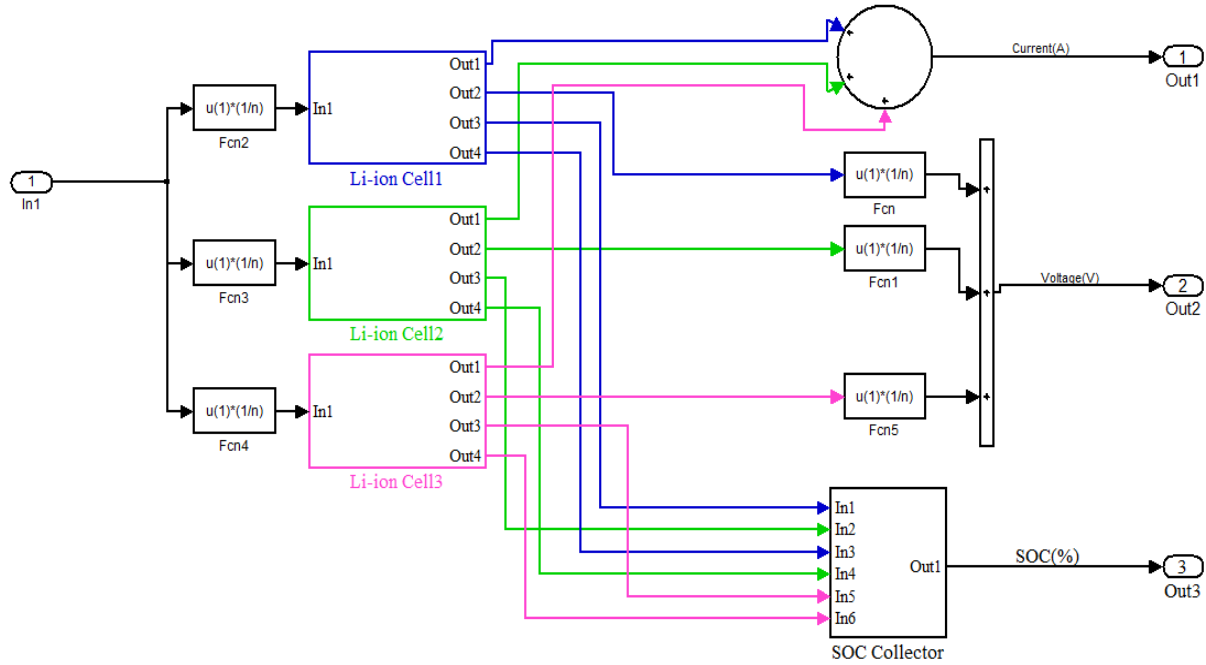 1
In1
u(1)*(1/n)
Fcn2
In1
Out1
Out2
Out3
Out4
Li-ion Cell1
u(1)*(1/n)
Fcn3
In1
Out1
Out2
Out3
Out4
Li-ion Cell2
u(1)*(1/n)
Fcn4
In1
Out1
Out2
Out3
Out4
Li-ion Cell3
+
+
+
Current(A)
1
Out1
u(1)*(1/n)
Fcn
u(1)*(1/n)
Fcn1
u(1)*(1/n)
Fcn5
+
+
+
Voltage(V)
2
Out2
In1
In2
In3
In4
In5
In6
Out1
SOC Collector
SOC(%)
3
Out3